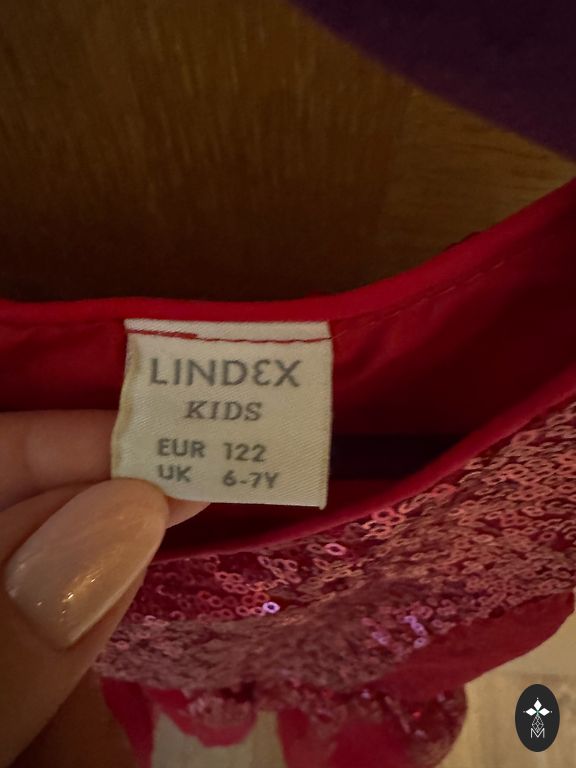 LINDEX
KIDS
EUR 122
UK 6-7Y
M